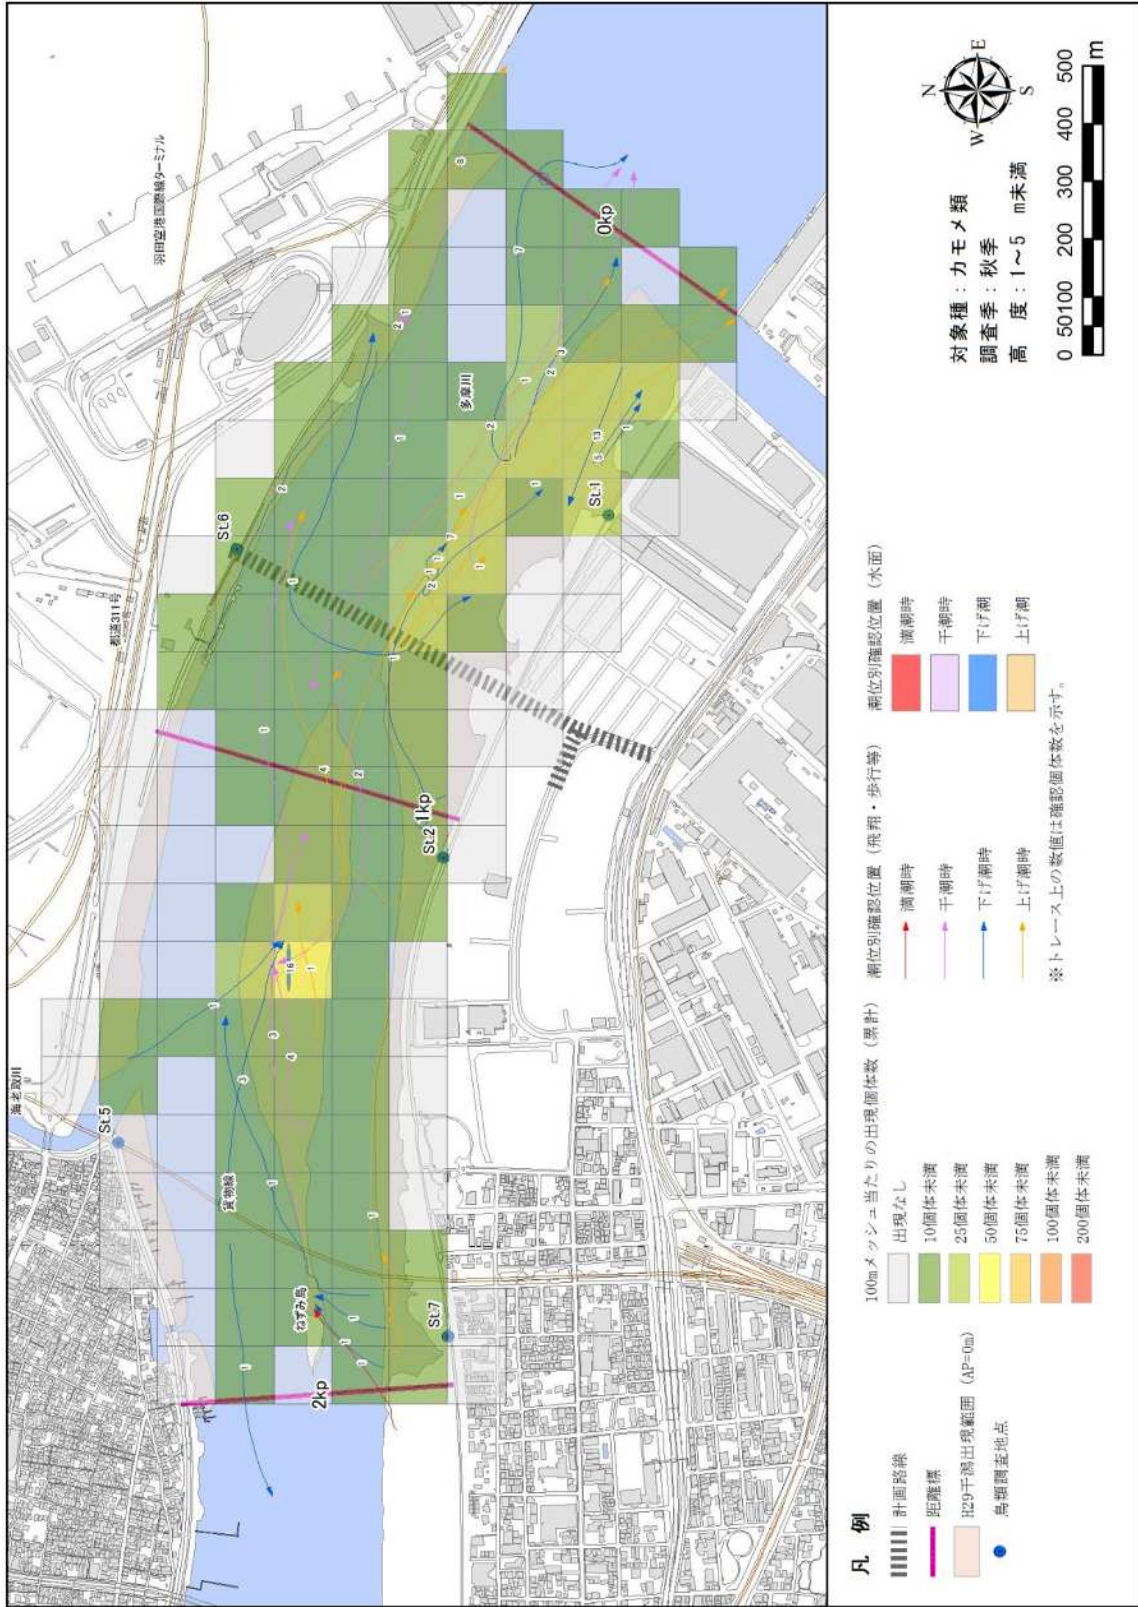 羽田空港国際線ターミナル
都道311号
海老取川
多摩川
貨物線
ねずみ島
St.6
St.5
St.1
St.2
St.7
0kp
1kp
2kp
N
E
S
W
対象種：カモメ類
調査季：秋季
高　度：1～5　m未満
0 50100 200 300 400 500
m
凡 例
計画路線
距離標
H29干潟出現範囲 (AP=0m)
鳥類調査地点
100mメッシュ当たりの出現個体数（累計）
出現なし
10個体未満
25個体未満
50個体未満
75個体未満
100個体未満
200個体未満
潮位別確認位置（飛翔・歩行等）
満潮時
干潮時
下げ潮時
上げ潮時
※トレース上の数値は確認個体数を示す。
潮位別確認位置（水面）
満潮時
干潮時
下げ潮
上げ潮